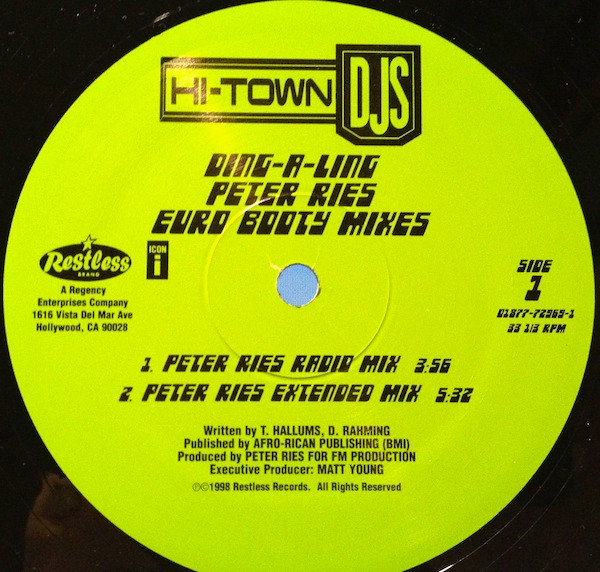 HI-TOWN DJS
DING-A-LING
PETER RIES
EURO BOOTY MIXES
Restless
BRAND
ICON
i
A Regency
Enterprises Company
1616 Vista Del Mar Ave
Hollywood, CA 90028
SIDE
1
01877-72969-1
33 1/3 RPM
1. PETER RIES RADIO MIX 3:56
2. PETER RIES EXTENDED MIX 5:32
Written by T. HALLUMS, D. RAHMING
Published by AFRO-RICAN PUBLISHING (BMI)
Produced by PETER RIES FOR FM PRODUCTION
Executive Producer: MATT YOUNG
℗©1998 Restless Records. All Rights Reserved